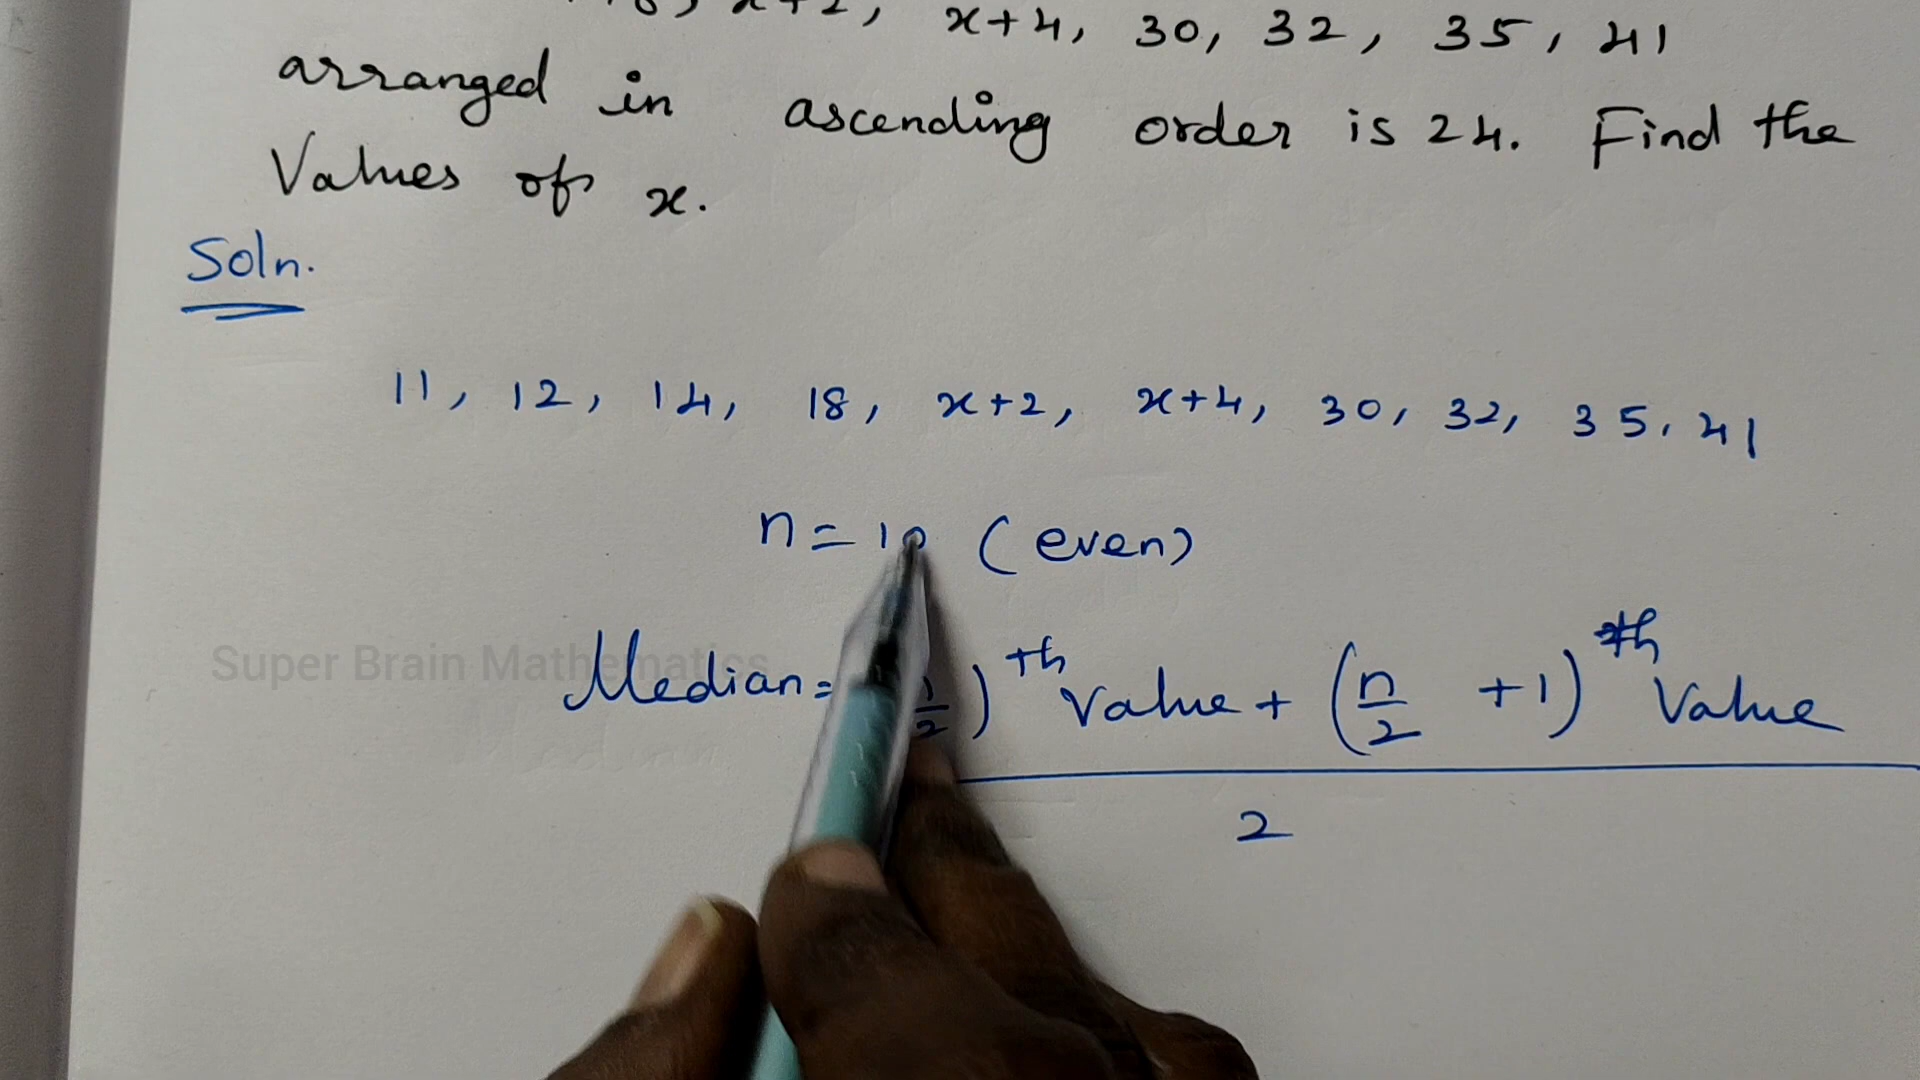 x+2, x+4, 30, 32, 35, 41
arranged in ascending order is 24. Find the
Values of x.
Soln.
11, 12, 14, 18, x+2, x+4, 30, 32, 35, 41
n = 10 (even)
Super Brain Mathematics
Median = (n/2)th Value + (n/2 + 1)th Value
2